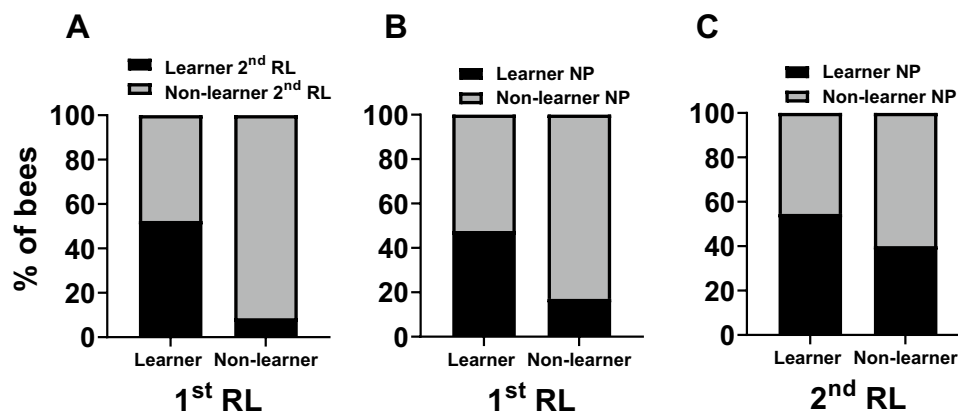 A
Learner 2nd RL
Non-learner 2nd RL
% of bees
100
80
60
40
20
0
Learner Non-learner
1st RL
B
Learner NP
Non-learner NP
100
80
60
40
20
0
Learner Non-learner
1st RL
C
Learner NP
Non-learner NP
100
80
60
40
20
0
Learner Non-learner
2nd RL